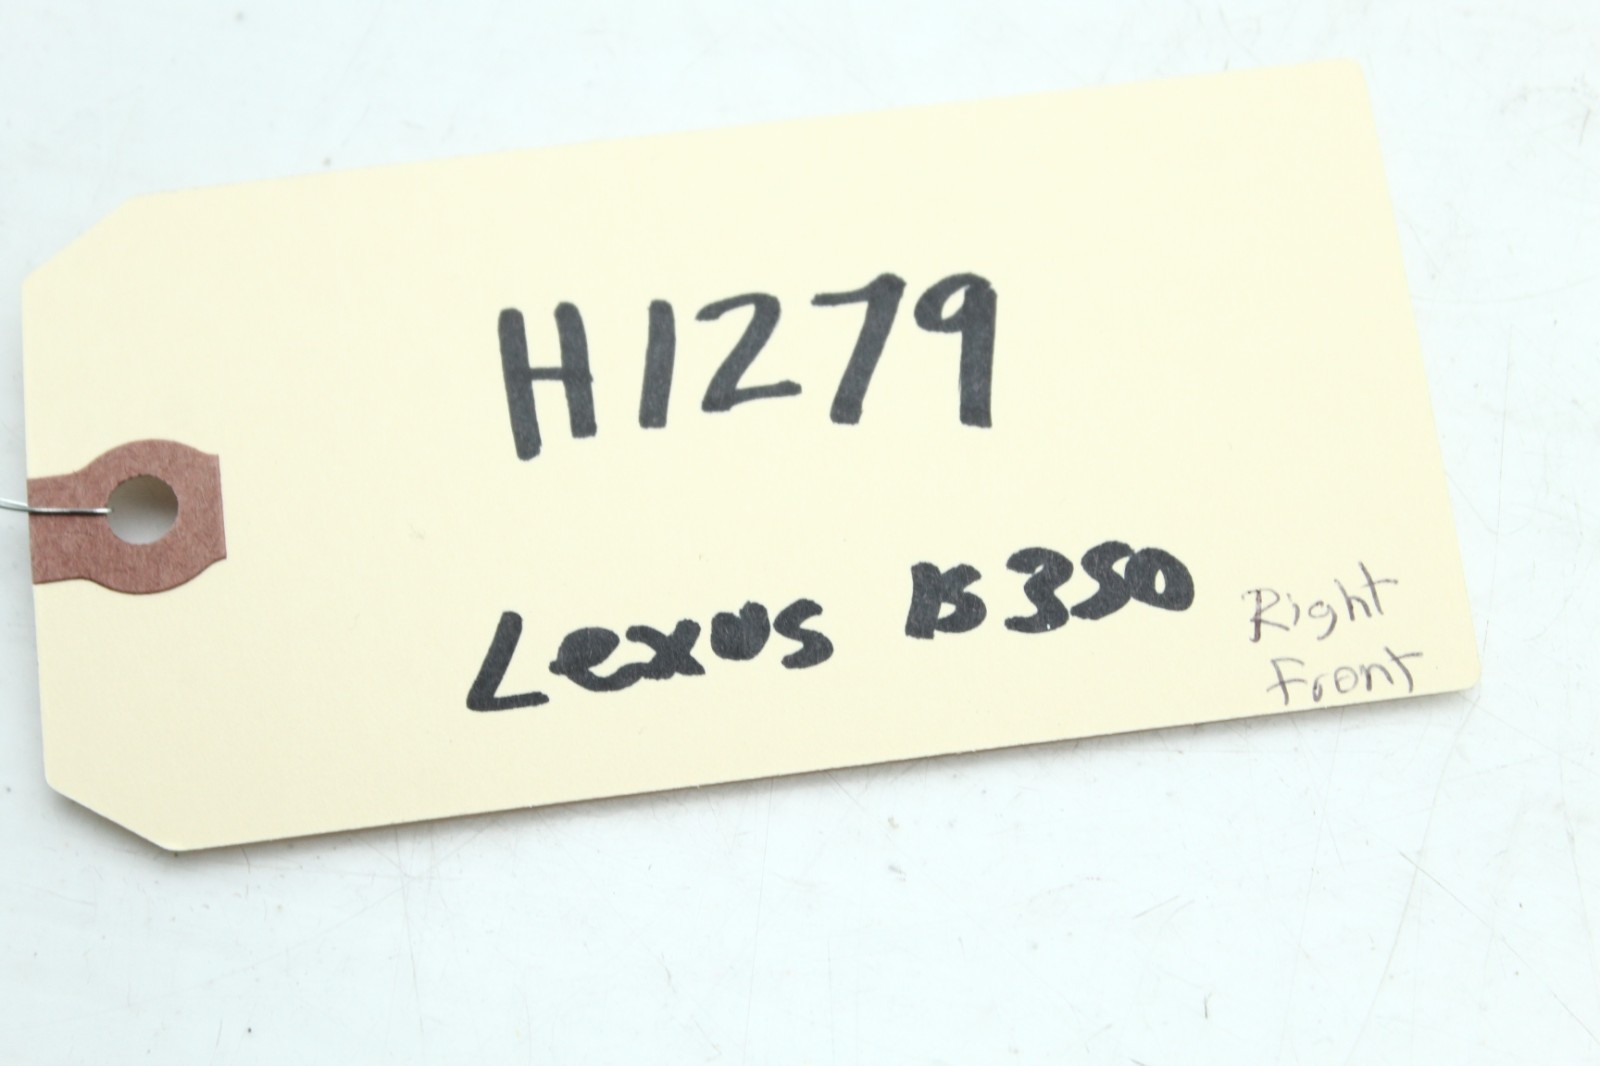 H1279
Lexus IS350
Right
Front